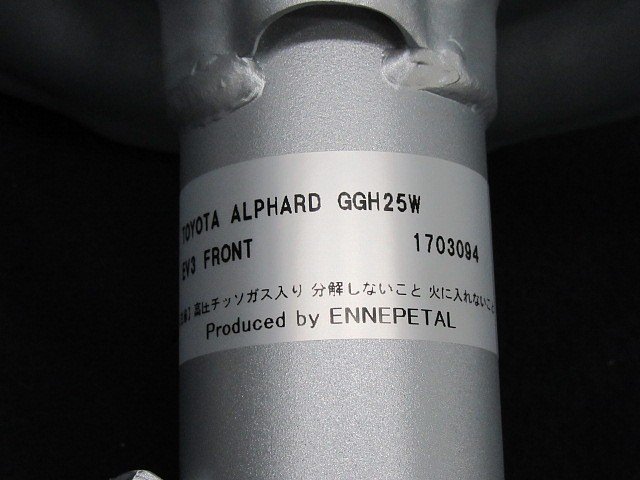 TOYOTA ALPHARD GGH25W
EV3 FRONT 1703094
高圧チッソガス入り 分解しないこと 火に入れないこと
Produced by ENNEPETAL